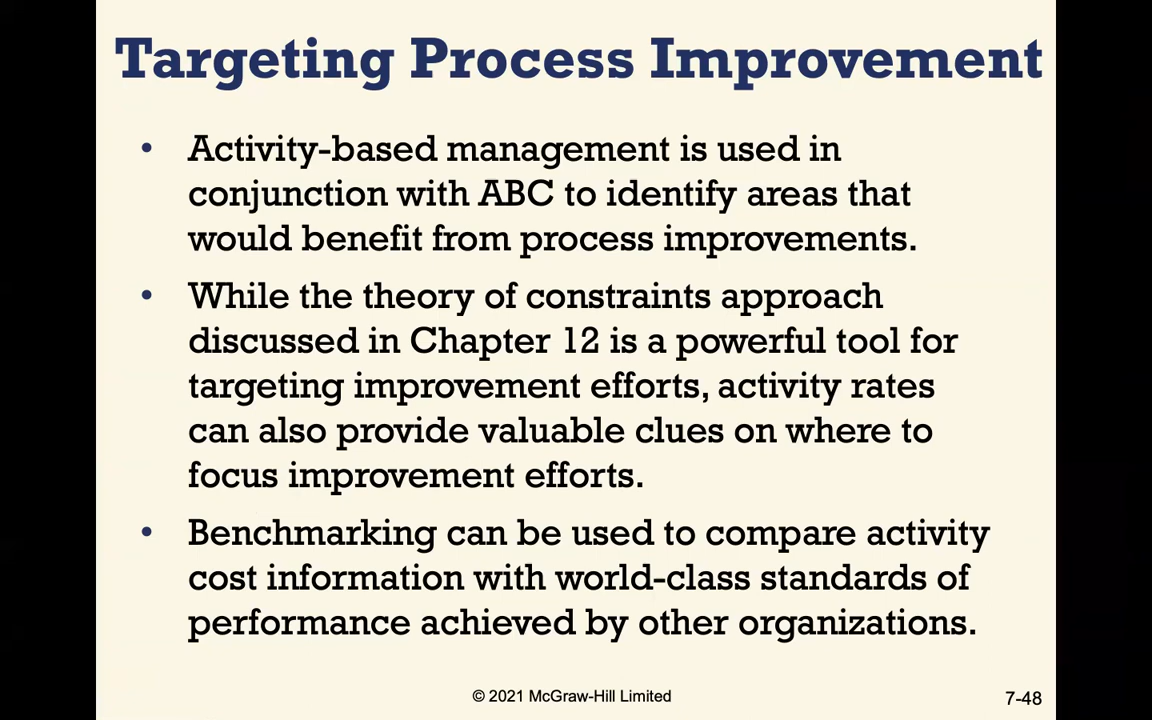 Targeting Process Improvement
• Activity-based management is used in
conjunction with ABC to identify areas that
would benefit from process improvements.
• While the theory of constraints approach
discussed in Chapter 12 is a powerful tool for
targeting improvement efforts, activity rates
can also provide valuable clues on where to
focus improvement efforts.
• Benchmarking can be used to compare activity
cost information with world-class standards of
performance achieved by other organizations.
© 2021 McGraw-Hill Limited
7-48